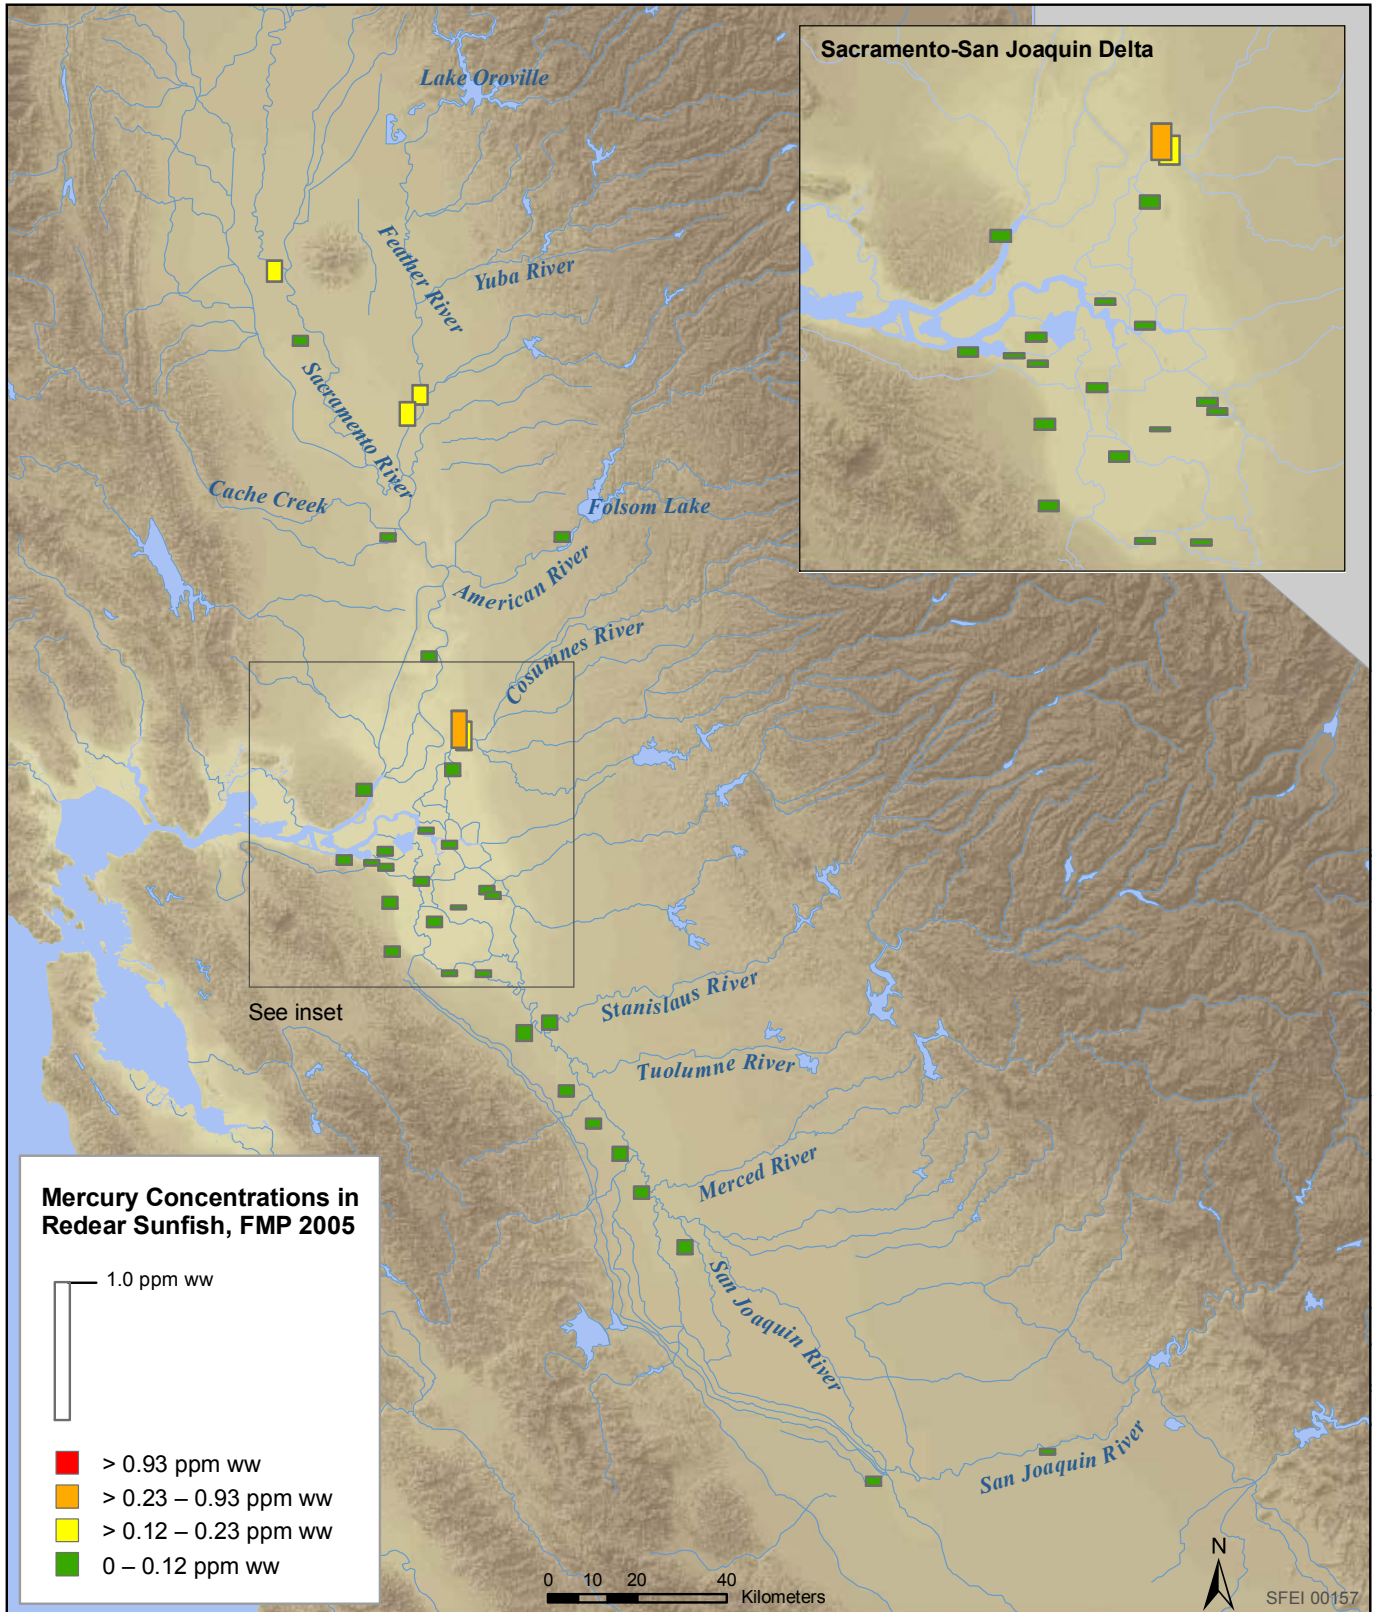 Sacramento-San Joaquin Delta
Lake Oroville
Feather River
Yuba River
Sacramento River
Cache Creek
Folsom Lake
American River
Cosumnes River
See inset
Stanislaus River
Tuolumne River
Merced River
San Joaquin River
San Joaquin River
Mercury Concentrations in
Redear Sunfish, FMP 2005
1.0 ppm ww
> 0.93 ppm ww
> 0.23 – 0.93 ppm ww
> 0.12 – 0.23 ppm ww
0 – 0.12 ppm ww
0 10 20 40
Kilometers
N
SFEI 00157